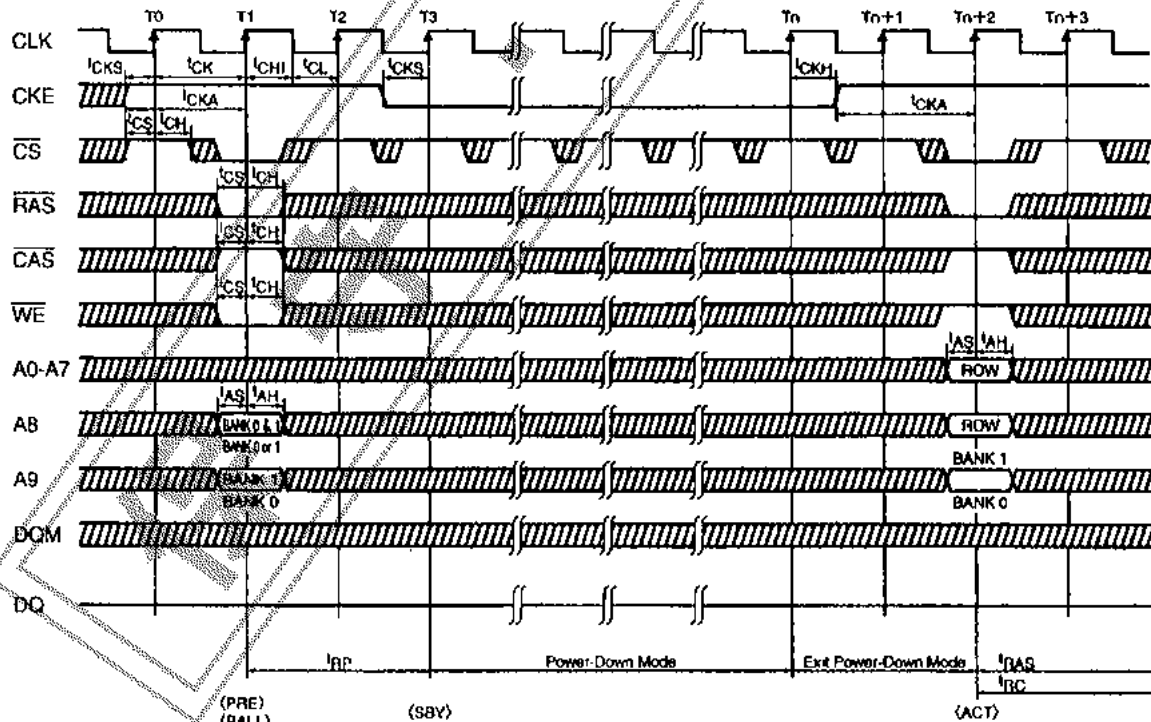 T0 T1 T2 T3 Tn Tn+1 Tn+2 Tn+3
CLK
tCKS tCK tCHI tCL tCKS tCKH
CKE
tCKA tCKA
tCS tCH
CS
tCS tCH
RAS
tCS tCH
CAS
tCS tCH
WE
tAS tAH
A0-A7 ROW
tAS tAH
A8 BANK 0 & 1 ROW
BANK 0 or 1 BANK 1
A9 BANK 1
BANK 0 BANK 0
DQM
DQ
tRP Power-Down Mode Exit Power-Down Mode tRAS
tRC
(PRE) (SBY) (ACT)
(PALL)